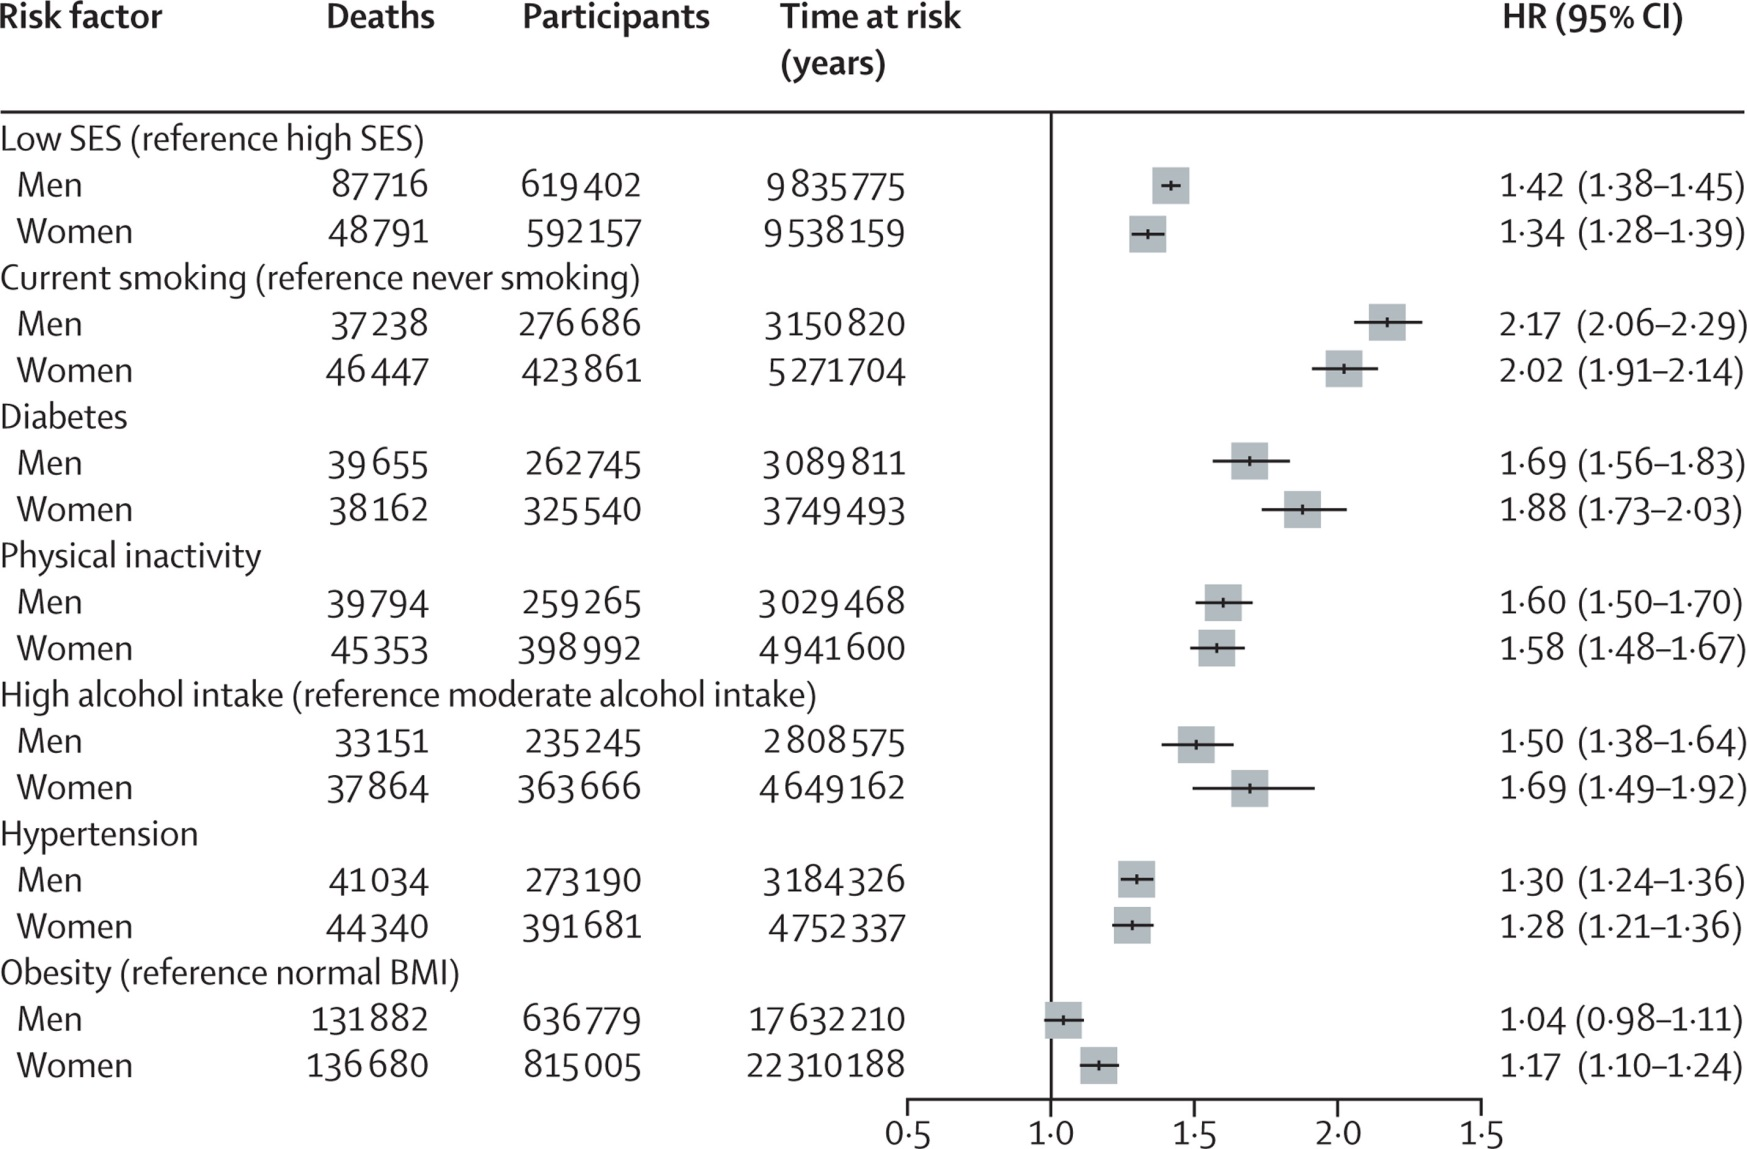 Risk factor Deaths Participants Time at risk (years) HR (95% CI)
Low SES (reference high SES)
Men 87716 619402 9835775 1·42 (1·38–1·45)
Women 48791 592157 9538159 1·34 (1·28–1·39)
Current smoking (reference never smoking)
Men 37238 276686 3150820 2·17 (2·06–2·29)
Women 46447 423861 5271704 2·02 (1·91–2·14)
Diabetes
Men 39655 262745 3089811 1·69 (1·56–1·83)
Women 38162 325540 3749493 1·88 (1·73–2·03)
Physical inactivity
Men 39794 259265 3029468 1·60 (1·50–1·70)
Women 45353 398992 4941600 1·58 (1·48–1·67)
High alcohol intake (reference moderate alcohol intake)
Men 33151 235245 2808575 1·50 (1·38–1·64)
Women 37864 363666 4649162 1·69 (1·49–1·92)
Hypertension
Men 41034 273190 3184326 1·30 (1·24–1·36)
Women 44340 391681 4752337 1·28 (1·21–1·36)
Obesity (reference normal BMI)
Men 131882 636779 17632210 1·04 (0·98–1·11)
Women 136680 815005 22310188 1·17 (1·10–1·24)
0·5 1·0 1·5 2·0 1·5